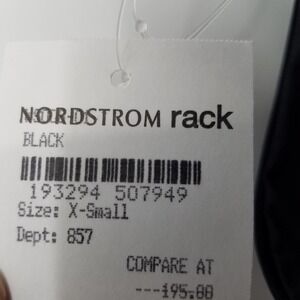 NORDSTROM rack
BLACK
193294 507949
Size: X-Small
Dept: 857
COMPARE AT
---195.00